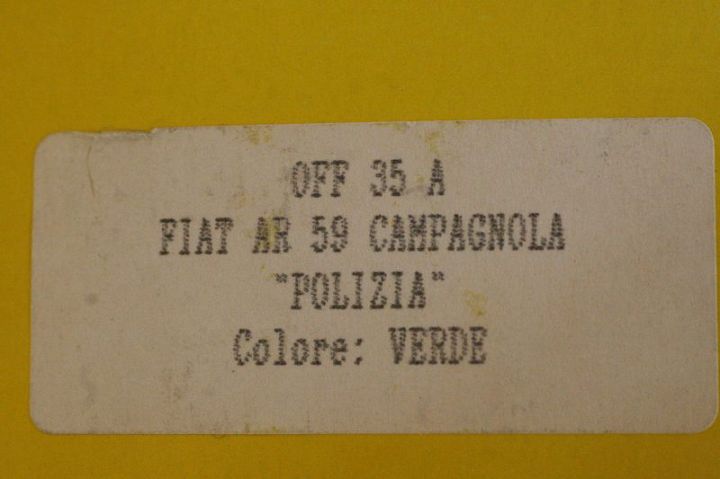 OFF 35 A
FIAT AR 59 CAMPAGNOLA
"POLIZIA"
Colore: VERDE